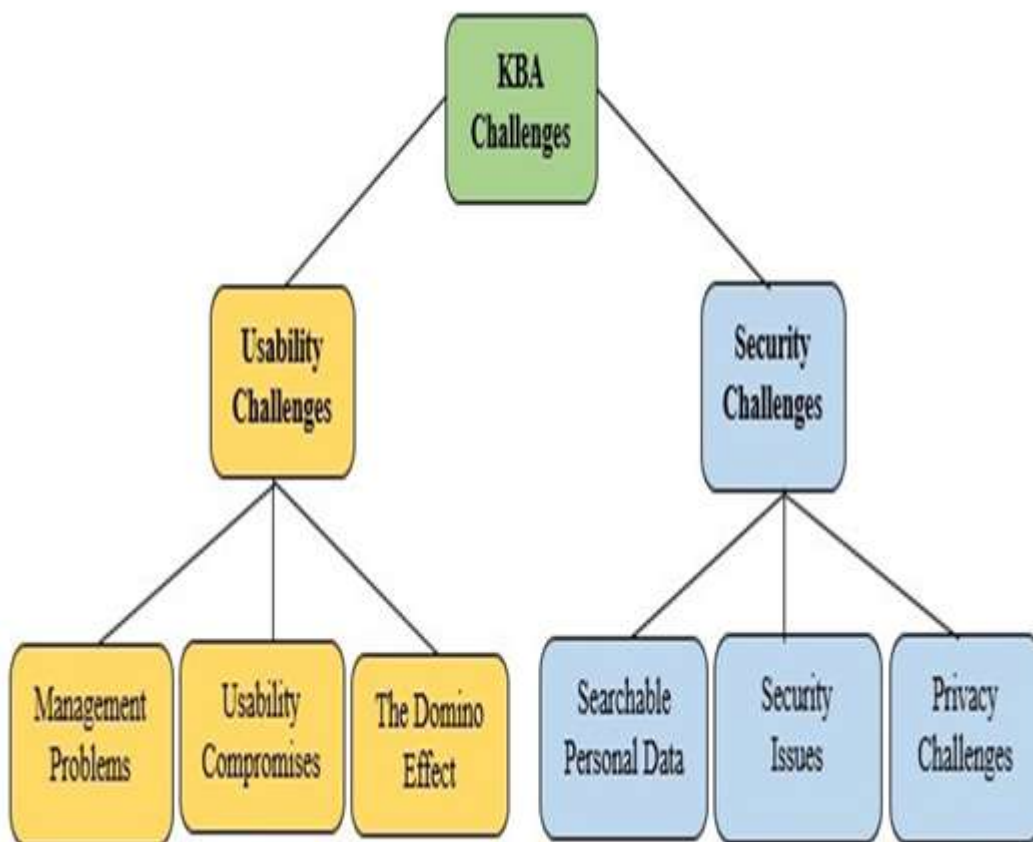 KBA
Challenges
Usability
Challenges
Security
Challenges
Management
Problems
Usability
Compromises
The Domino
Effect
Searchable
Personal Data
Security
Issues
Privacy
Challenges